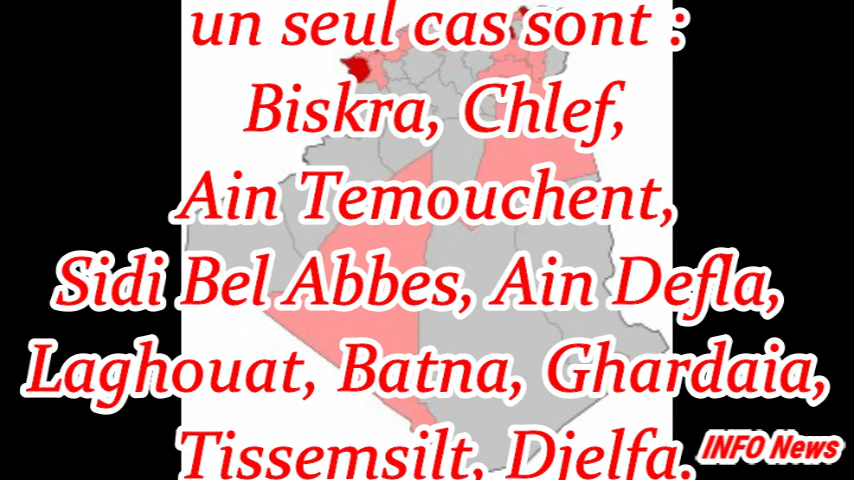 un seul cas sont :
Biskra, Chlef,
Ain Temouchent,
Sidi Bel Abbes, Ain Defla,
Laghouat, Batna, Ghardaia,
Tissemsilt, Djelfa.
INFO News